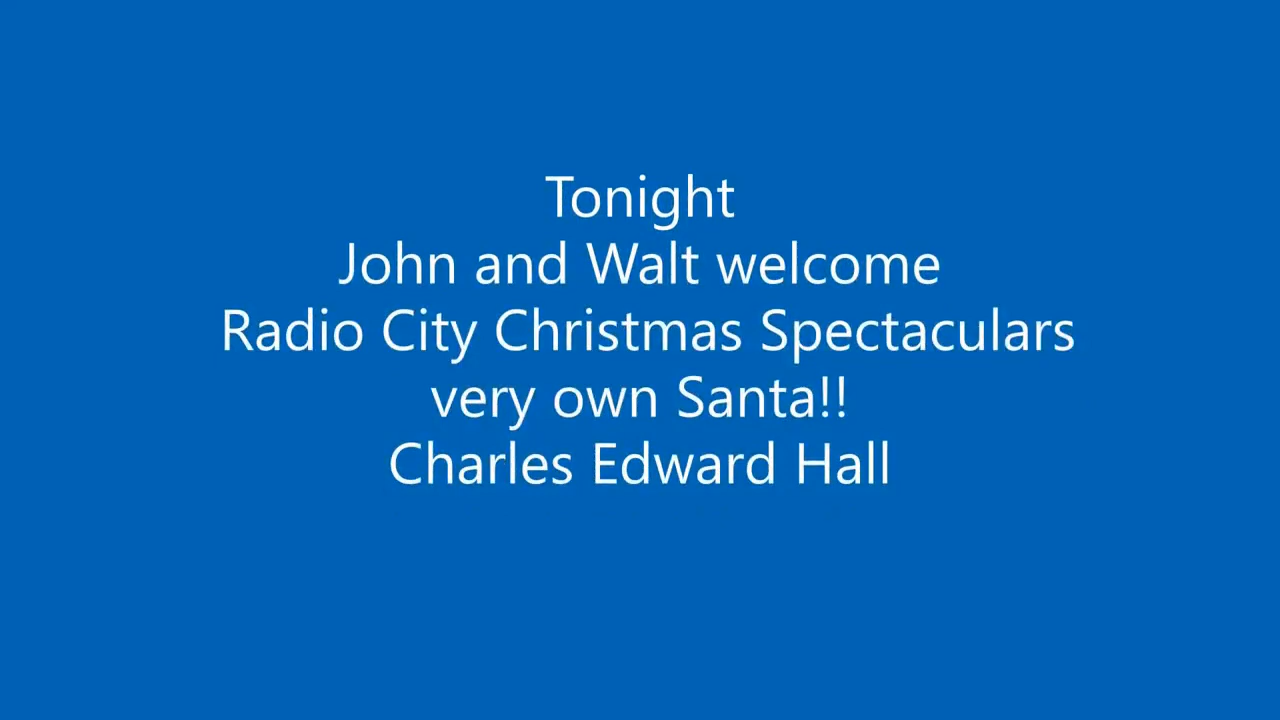 Tonight
John and Walt welcome
Radio City Christmas Spectaculars
very own Santa!!
Charles Edward Hall